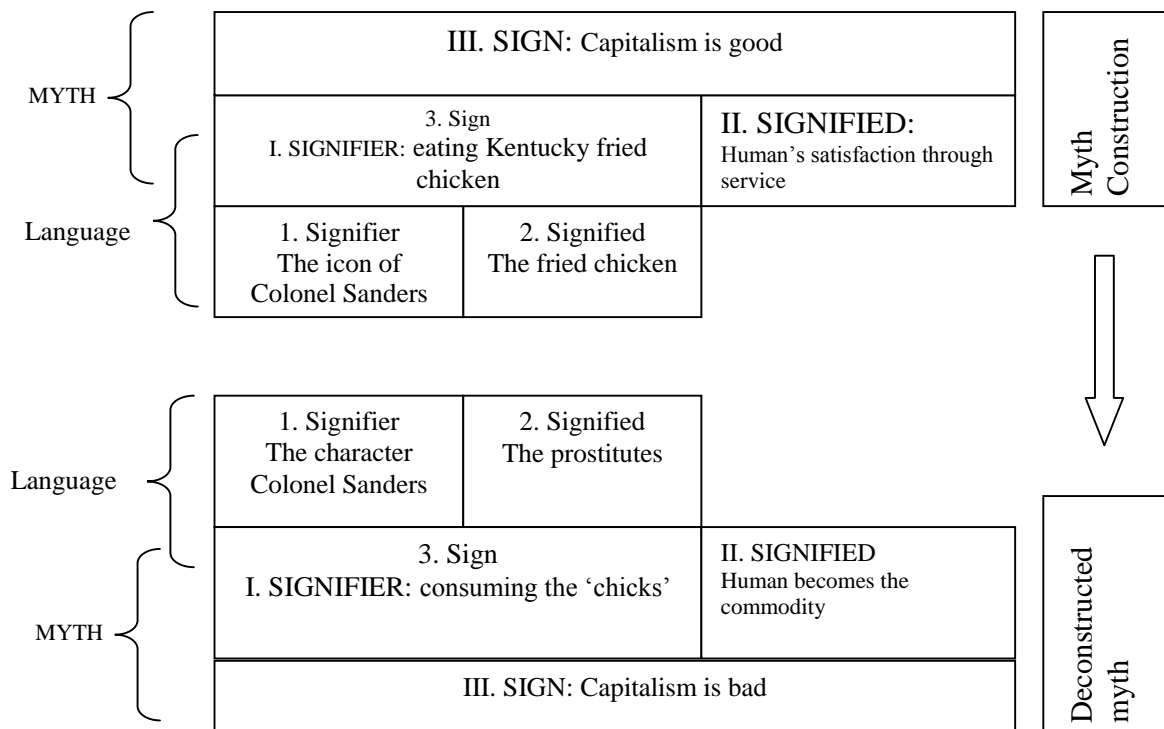 III. SIGN: Capitalism is good
MYTH
3. Sign
I. SIGNIFIER: eating Kentucky fried
chicken
II. SIGNIFIED:
Human's satisfaction through
service
Myth
Construction
Language
1. Signifier
The icon of
Colonel Sanders
2. Signified
The fried chicken
Language
1. Signifier
The character
Colonel Sanders
2. Signified
The prostitutes
MYTH
3. Sign
I. SIGNIFIER: consuming the ‘chicks’
II. SIGNIFIED
Human becomes the
commodity
III. SIGN: Capitalism is bad
Deconstructed
myth